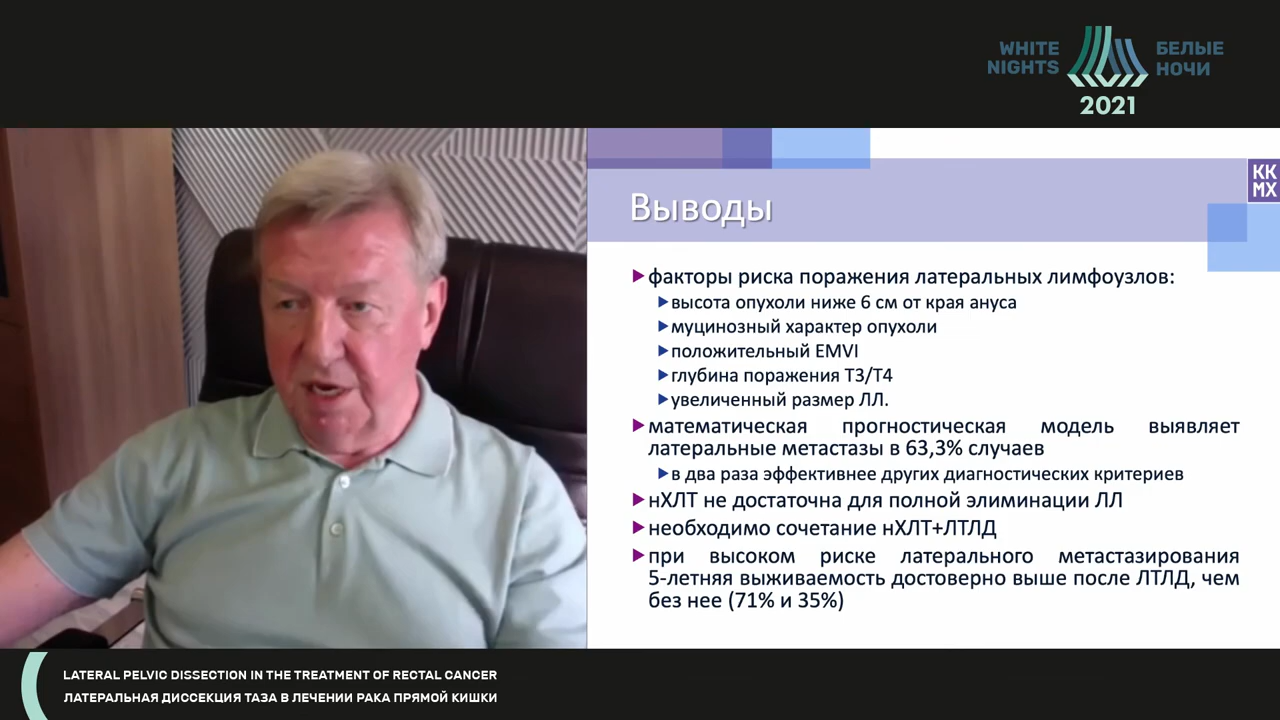 WHITE NIGHTS
БЕЛЫЕ НОЧИ
2021
КК
МХ
Выводы
факторы риска поражения латеральных лимфоузлов:
высота опухоли ниже 6 см от края ануса
муцинозный характер опухоли
положительный EMVI
глубина поражения Т3/Т4
увеличенный размер ЛЛ.
математическая прогностическая модель выявляет
латеральные метастазы в 63,3% случаев
в два раза эффективнее других диагностических критериев
нХЛТ не достаточна для полной элиминации ЛЛ
необходимо сочетание нХЛТ+ЛТЛД
при высоком риске латерального метастазирования
5-летняя выживаемость достоверно выше после ЛТЛД, чем
без нее (71% и 35%)
LATERAL PELVIC DISSECTION IN THE TREATMENT OF RECTAL CANCER
ЛАТЕРАЛЬНАЯ ДИССЕКЦИЯ ТАЗА В ЛЕЧЕНИИ РАКА ПРЯМОЙ КИШКИ